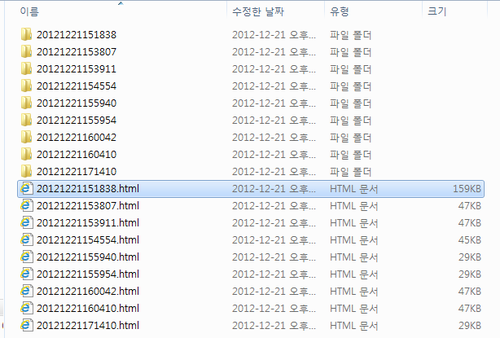 이름 수정한 날짜 유형 크기
20121221151838 2012-12-21 오후... 파일 폴더
20121221153807 2012-12-21 오후... 파일 폴더
20121221153911 2012-12-21 오후... 파일 폴더
20121221154554 2012-12-21 오후... 파일 폴더
20121221155940 2012-12-21 오후... 파일 폴더
20121221155954 2012-12-21 오후... 파일 폴더
20121221160042 2012-12-21 오후... 파일 폴더
20121221160410 2012-12-21 오후... 파일 폴더
20121221171410 2012-12-21 오후... 파일 폴더
20121221151838.html 2012-12-21 오후... HTML 문서 159KB
20121221153807.html 2012-12-21 오후... HTML 문서 47KB
20121221153911.html 2012-12-21 오후... HTML 문서 47KB
20121221154554.html 2012-12-21 오후... HTML 문서 45KB
20121221155940.html 2012-12-21 오후... HTML 문서 29KB
20121221155954.html 2012-12-21 오후... HTML 문서 29KB
20121221160042.html 2012-12-21 오후... HTML 문서 47KB
20121221160410.html 2012-12-21 오후... HTML 문서 47KB
20121221171410.html 2012-12-21 오후... HTML 문서 29KB